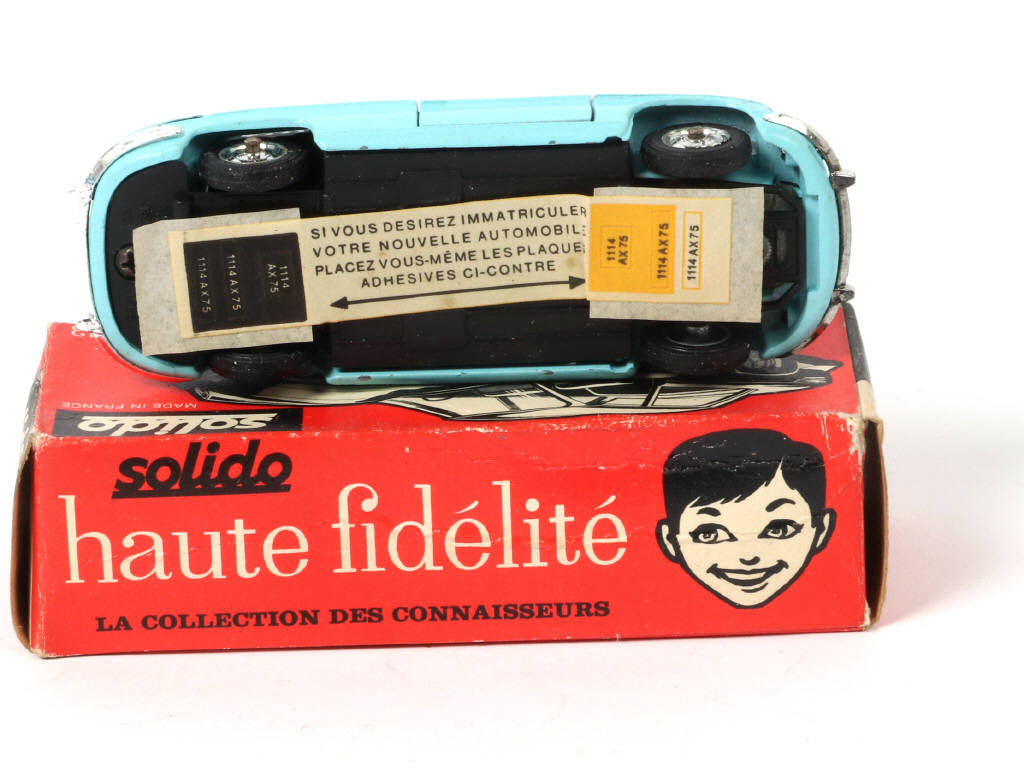 SI VOUS DESIREZ IMMATRICULER
VOTRE NOUVELLE AUTOMOBILE
PLACEZ VOUS-MÊME LES PLAQUES
ADHESIVES CI-CONTRE
1114 AX 75
1114 AX 75
1114
AX 75
1114
AX 75
1114 AX 75
1114 AX 75
MADE IN FRANCE
solido
solido
haute fidélité
LA COLLECTION DES CONNAISSEURS